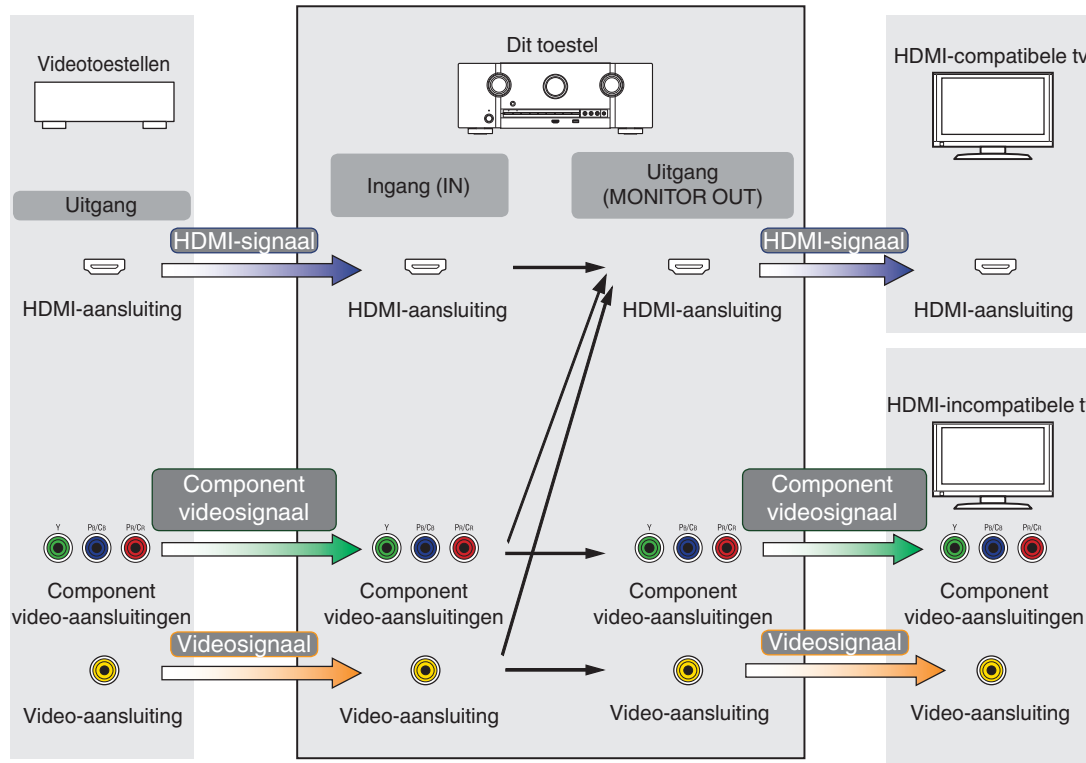 Videotoestellen
Dit toestel
HDMI-compatibele tv
Uitgang
Ingang (IN)
Uitgang
(MONITOR OUT)
HDMI-signaal
HDMI-signaal
HDMI-aansluiting
HDMI-aansluiting
HDMI-aansluiting
HDMI-aansluiting
HDMI-incompatibele t
Component
videosignaal
Component
videosignaal
Y PB/CB PR/CR
Y PB/CB PR/CR
Y PB/CB PR/CR
Y PB/CB PR/CR
Component
video-aansluitingen
Component
video-aansluitingen
Component
video-aansluitingen
Component
video-aansluitingen
Videosignaal
Videosignaal
Video-aansluiting
Video-aansluiting
Video-aansluiting
Video-aansluiting